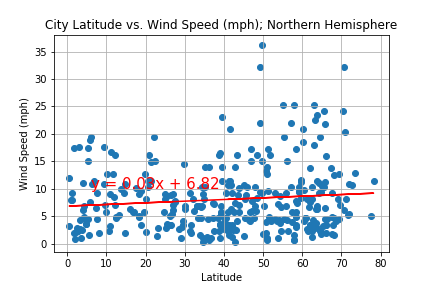 City Latitude vs. Wind Speed (mph); Northern Hemisphere
Wind Speed (mph)
35
30
25
20
15
10
5
0
y = 0.03x + 6.82
0 10 20 30 40 50 60 70 80
Latitude